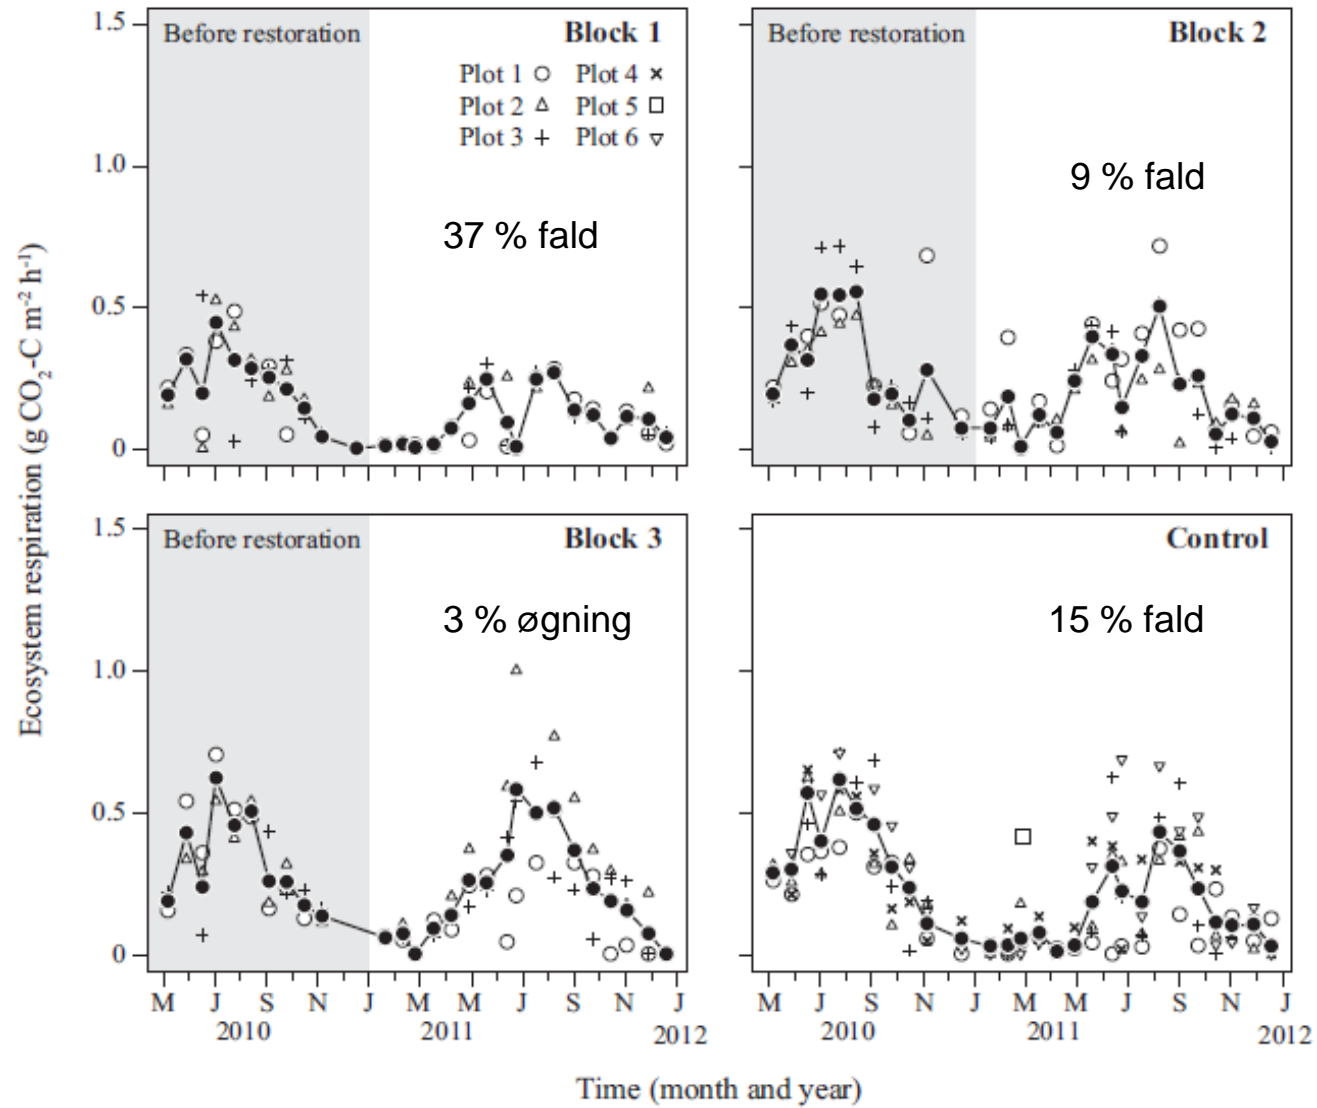 Ecosystem respiration (g CO₂-C m⁻² h⁻¹)
1.5
1.0
0.5
0
Before restoration
Block 1
Plot 1 ○ Plot 4 ×
Plot 2 △ Plot 5 □
Plot 3 + Plot 6 ▽
37 % fald
Before restoration
Block 2
9 % fald
1.5
1.0
0.5
0
Before restoration
Block 3
3 % øgning
Control
15 % fald
M J S N J M M J S N J
2010 2011 2012
M J S N J M M J S N J
2010 2011 2012
Time (month and year)